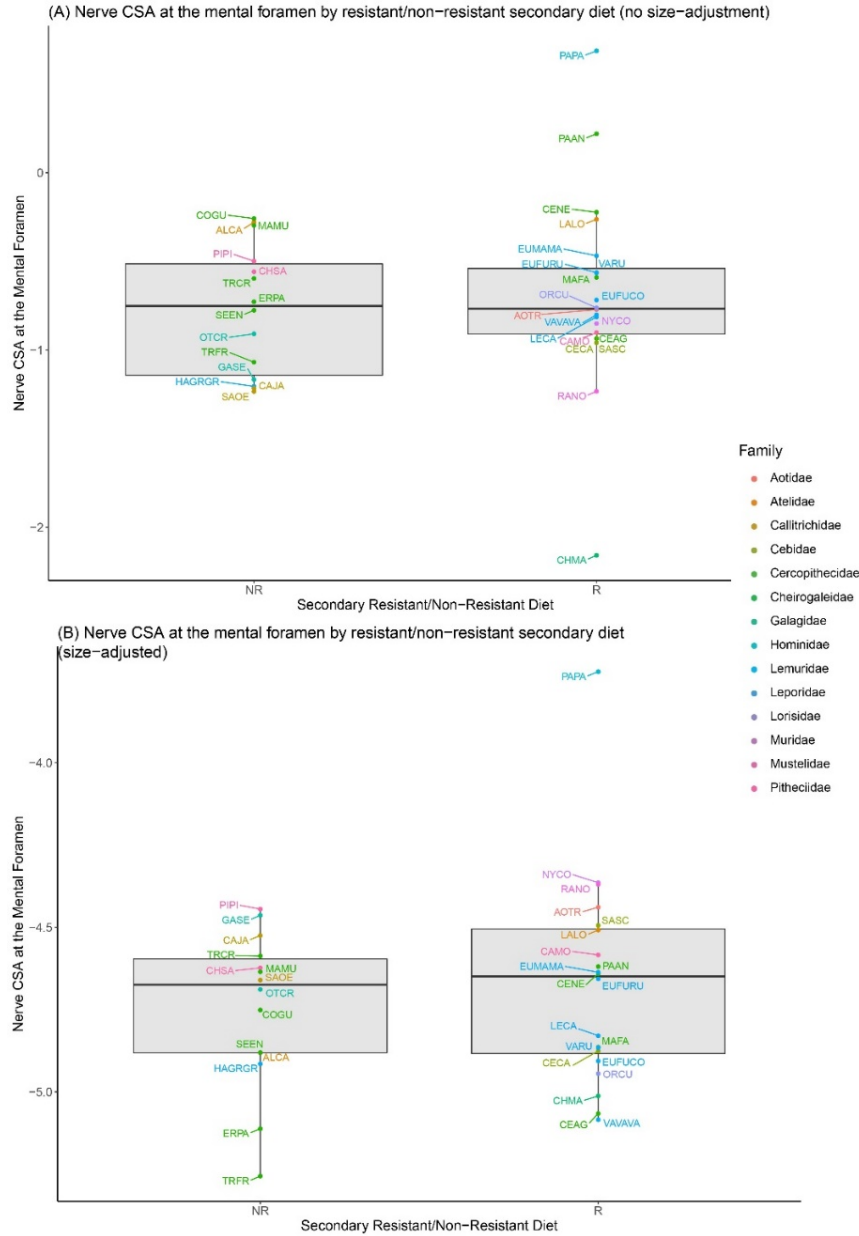 (A) Nerve CSA at the mental foramen by resistant/non-resistant secondary diet (no size-adjustment)
Nerve CSA at the Mental Foramen
0
−1
−2
PAPA
PAAN
COGU
MAMU
ALCA
CENE
LALO
PIPI
CHSA
TRCR
EUMAMA
VARU
EUFURU
MAFA
ERPA
SEEN
ORCU
EUFUCO
AOTR
VAVAVA
NYCO
OTCR
LECA
CAMO
CEAG
TRFR
CECA
SASC
GASE
HAGRGR
CAJA
SAOE
RANO
CHMA
NR
R
Secondary Resistant/Non−Resistant Diet
Family
Aotidae
Atelidae
Callitrichidae
Cebidae
Cercopithecidae
Cheirogaleidae
Galagidae
Hominidae
Lemuridae
Leporidae
Lorisidae
Muridae
Mustelidae
Pitheciidae
(B) Nerve CSA at the mental foramen by resistant/non-resistant secondary diet
(size-adjusted)
Nerve CSA at the Mental Foramen
−4.0
−4.5
−5.0
PAPA
PIPI
GASE
CAJA
TRCR
CHSA
MAMU
SAOE
OTCR
COGU
SEEN
ALCA
HAGRGR
ERPA
TRFR
NYCO
RANO
AOTR
SASC
LALO
CAMO
EUMAMA
PAAN
CENE
EUFURU
LECA
MAFA
VARU
CECA
EUFUCO
ORCU
CHMA
CEAG
VAVAVA
NR
R
Secondary Resistant/Non−Resistant Diet